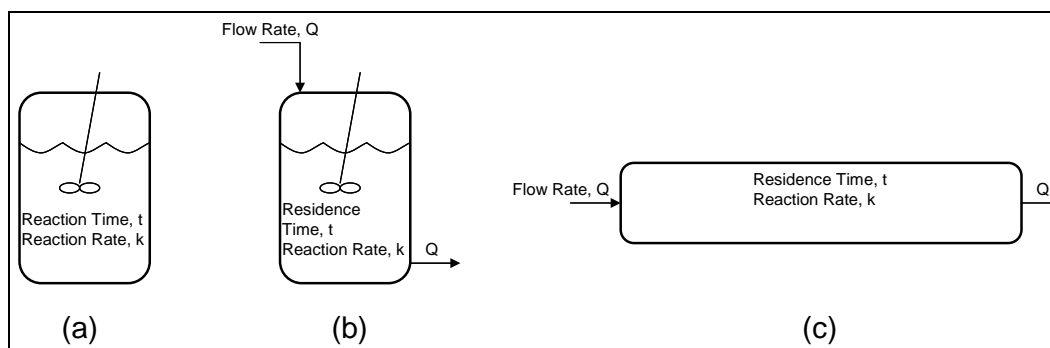 Flow Rate, Q
Reaction Time, t
Reaction Rate, k
Residence
Time, t
Reaction Rate, k
Q
Flow Rate, Q
Residence Time, t
Reaction Rate, k
Q
(a)
(b)
(c)